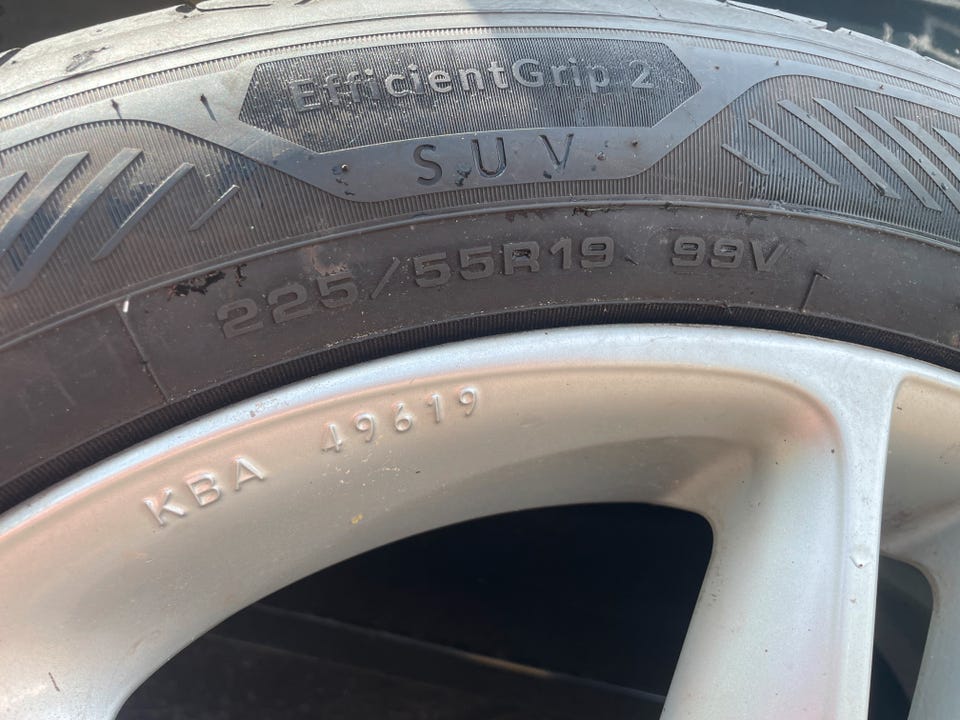 EfficientGrip 2
SUV
225/55R19 99V
KBA 49619